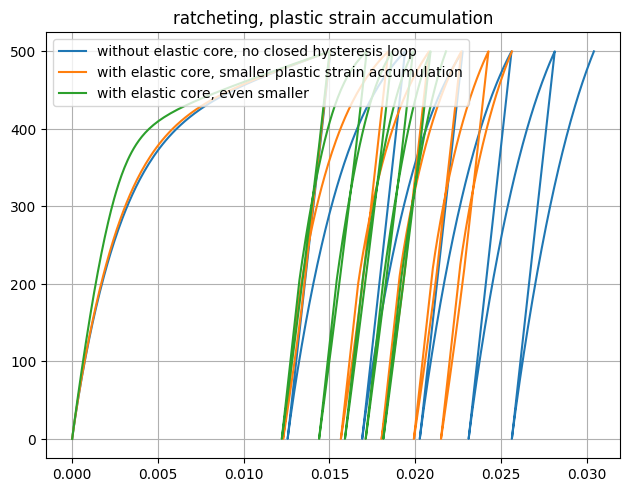 ratcheting, plastic strain accumulation
without elastic core, no closed hysteresis loop
with elastic core, smaller plastic strain accumulation
with elastic core, even smaller
500
400
300
200
100
0
0.000 0.005 0.010 0.015 0.020 0.025 0.030